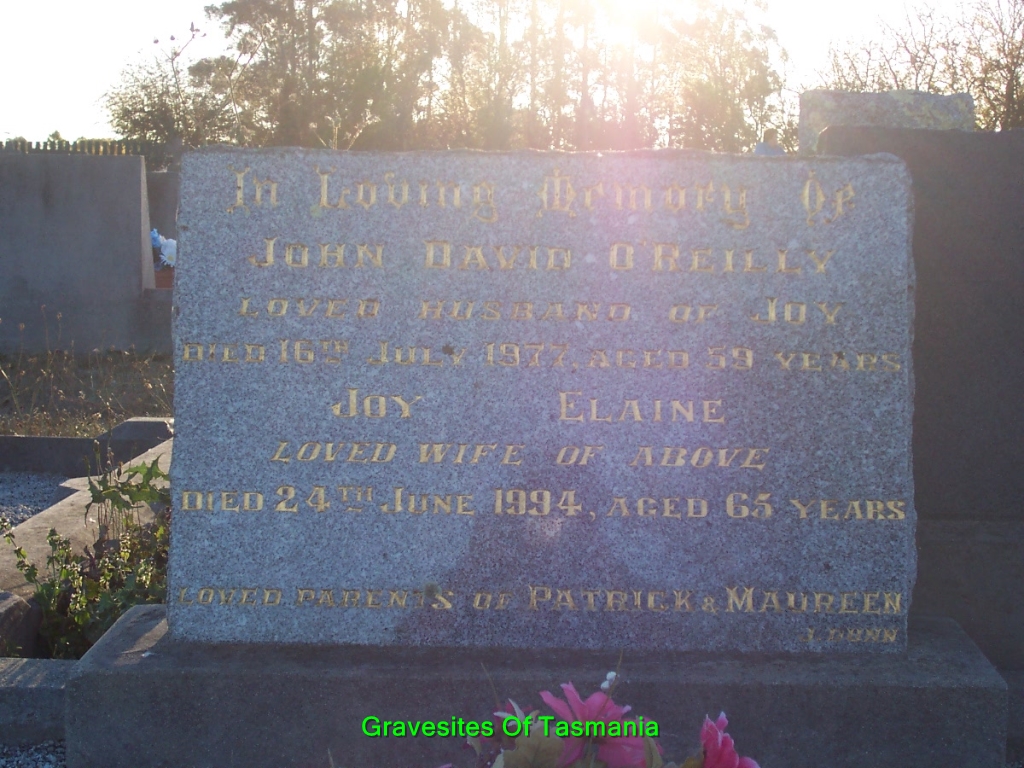 In Loving Memory Of
JOHN DAVID O'REILLY
LOVED HUSBAND OF JOY
DIED 16TH JULY 1977, AGED 59 YEARS
JOY ELAINE
LOVED WIFE OF ABOVE
DIED 24TH JUNE 1994, AGED 65 YEARS
LOVED PARENTS OF PATRICK & MAUREEN
J. DUNN
Gravesites Of Tasmania